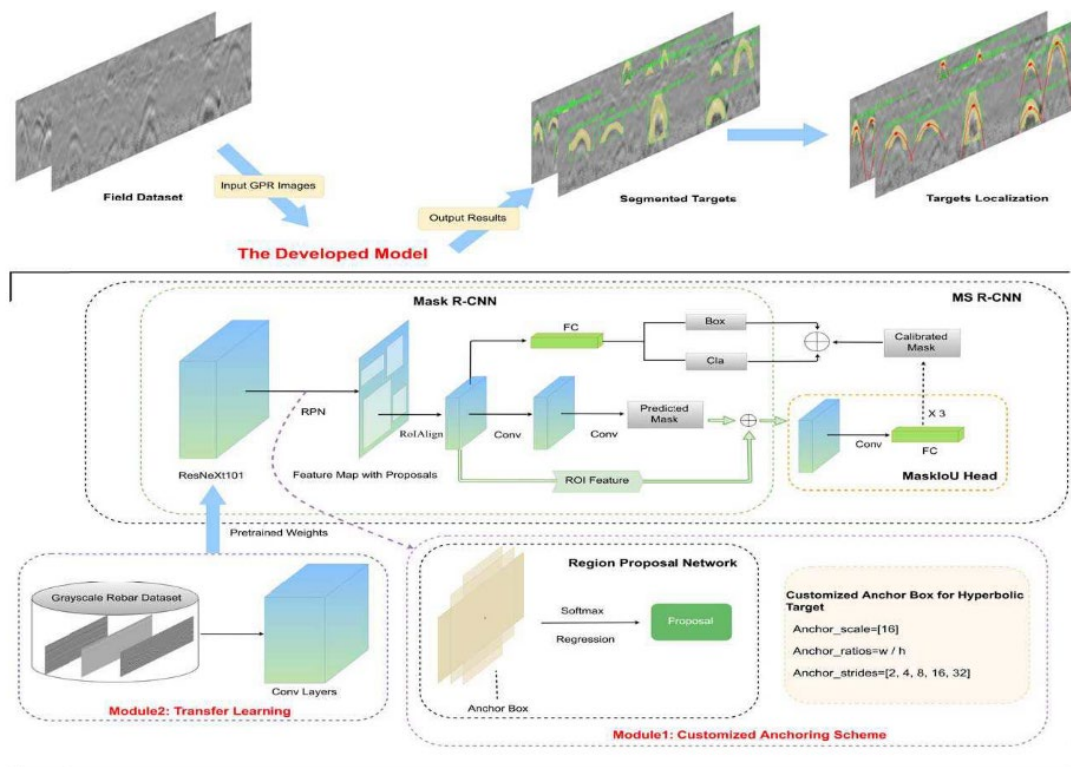 Field Dataset
Input GPR Images
Output Results
Segmented Targets
Targets Localization
The Developed Model
Mask R-CNN
MS R-CNN
FC
Box
Cla
Calibrated
Mask
RPN
RoIAlign
Conv
Conv
Predicted
Mask
X 3
Conv
FC
ResNeXt101
Feature Map with Proposals
ROI Feature
MaskIoU Head
Pretrained Weights
Grayscale Rebar Dataset
Conv Layers
Module2: Transfer Learning
Region Proposal Network
Softmax
Regression
Proposal
Anchor Box
Customized Anchor Box for Hyperbolic
Target
Anchor_scale=[16]
Anchor_ratios=w / h
Anchor_strides=[2, 4, 8, 16, 32]
Module1: Customized Anchoring Scheme